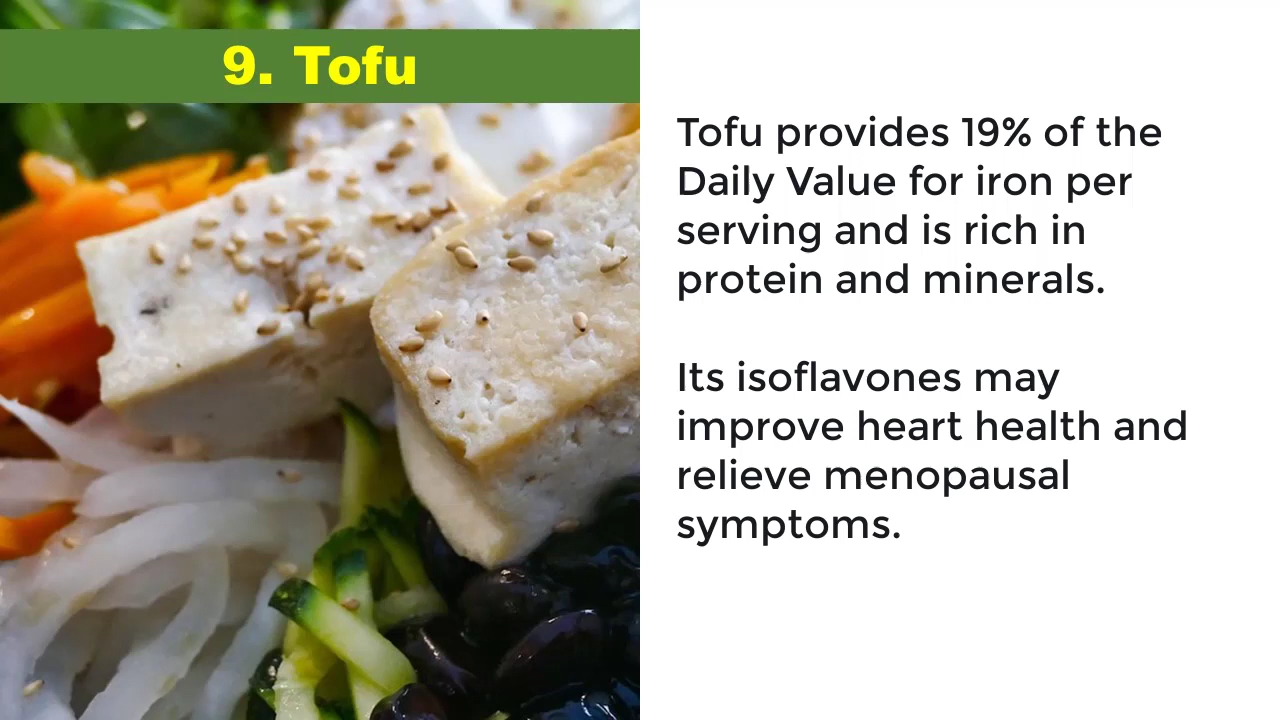 9. Tofu
Tofu provides 19% of the
Daily Value for iron per
serving and is rich in
protein and minerals.
Its isoflavones may
improve heart health and
relieve menopausal
symptoms.